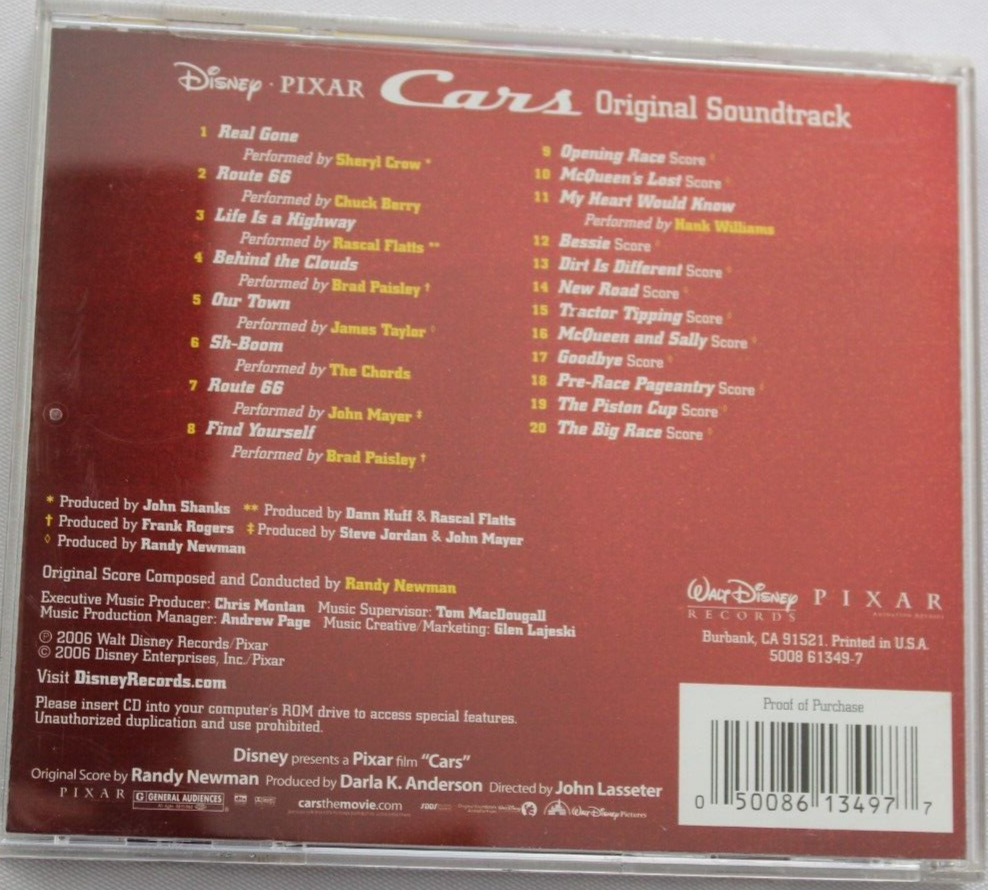 Disney · PIXAR Cars Original Soundtrack
1 Real Gone
Performed by Sheryl Crow *
2 Route 66
Performed by Chuck Berry
3 Life Is a Highway
Performed by Rascal Flatts **
4 Behind the Clouds
Performed by Brad Paisley †
5 Our Town
Performed by James Taylor ◊
6 Sh-Boom
Performed by The Chords
7 Route 66
Performed by John Mayer ‡
8 Find Yourself
Performed by Brad Paisley †
9 Opening Race Score ◊
10 McQueen's Lost Score ◊
11 My Heart Would Know
Performed by Hank Williams
12 Bessie Score ◊
13 Dirt Is Different Score ◊
14 New Road Score ◊
15 Tractor Tipping Score ◊
16 McQueen and Sally Score ◊
17 Goodbye Score ◊
18 Pre-Race Pageantry Score ◊
19 The Piston Cup Score ◊
20 The Big Race Score ◊
* Produced by John Shanks ** Produced by Dann Huff & Rascal Flatts
† Produced by Frank Rogers ‡ Produced by Steve Jordan & John Mayer
◊ Produced by Randy Newman
Original Score Composed and Conducted by Randy Newman
Executive Music Producer: Chris Montan Music Supervisor: Tom MacDougall
Music Production Manager: Andrew Page Music Creative/Marketing: Glen Lajeski
℗ 2006 Walt Disney Records/Pixar
© 2006 Disney Enterprises, Inc./Pixar
Visit DisneyRecords.com
Please insert CD into your computer's ROM drive to access special features.
Unauthorized duplication and use prohibited.
Disney presents a Pixar film "Cars"
Original Score by Randy Newman Produced by Darla K. Anderson Directed by John Lasseter
PIXAR G GENERAL AUDIENCES dts carsthemovie.com sdds Walt Disney Pictures
Walt Disney RECORDS PIXAR ANIMATION STUDIOS
Burbank, CA 91521. Printed in U.S.A.
5008 61349-7
Proof of Purchase
0 50086 13497 7